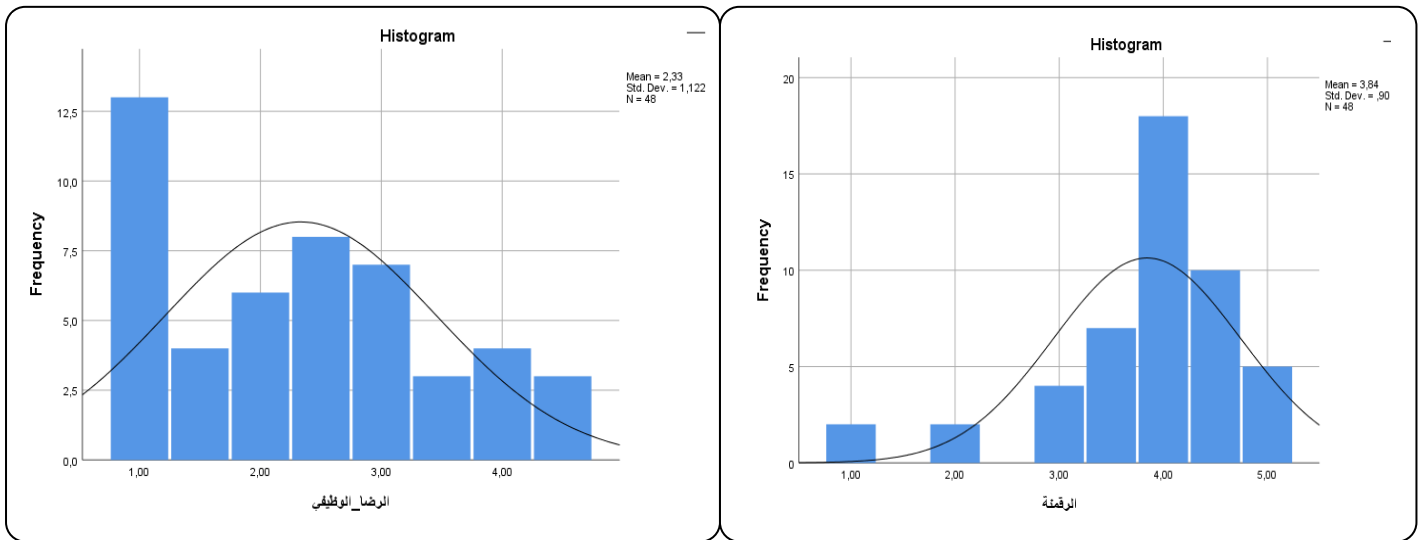 Histogram
Mean = 2,33
Std. Dev. = 1,122
N = 48
12,5
10,0
7,5
5,0
2,5
0,0
Frequency
1,00 2,00 3,00 4,00
الرضا_الوظيفي
Histogram
Mean = 3,84
Std. Dev. = ,90
N = 48
20
15
10
5
0
Frequency
1,00 2,00 3,00 4,00 5,00
الرقمنة